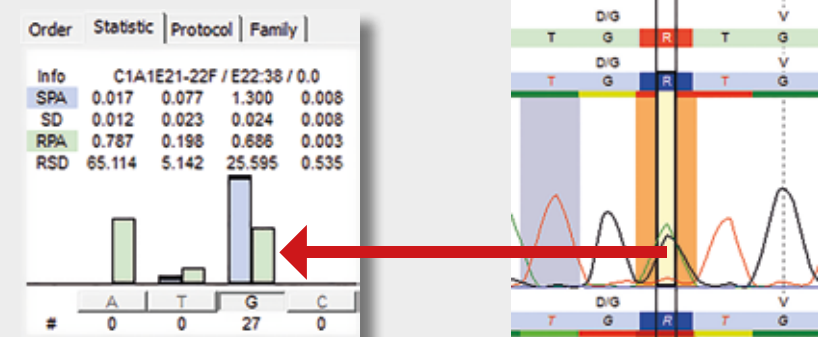 Order Statistic Protocol Family
Info C1A1E21-22F / E22:38 / 0.0
SPA 0.017 0.077 1.300 0.008
SD 0.012 0.023 0.024 0.008
RPA 0.787 0.198 0.686 0.003
RSD 65.114 5.142 25.595 0.535
A T G C
# 0 0 27 0
D/G V
T G R T G
D/G V
T G R T G
D/G V
T G R T G